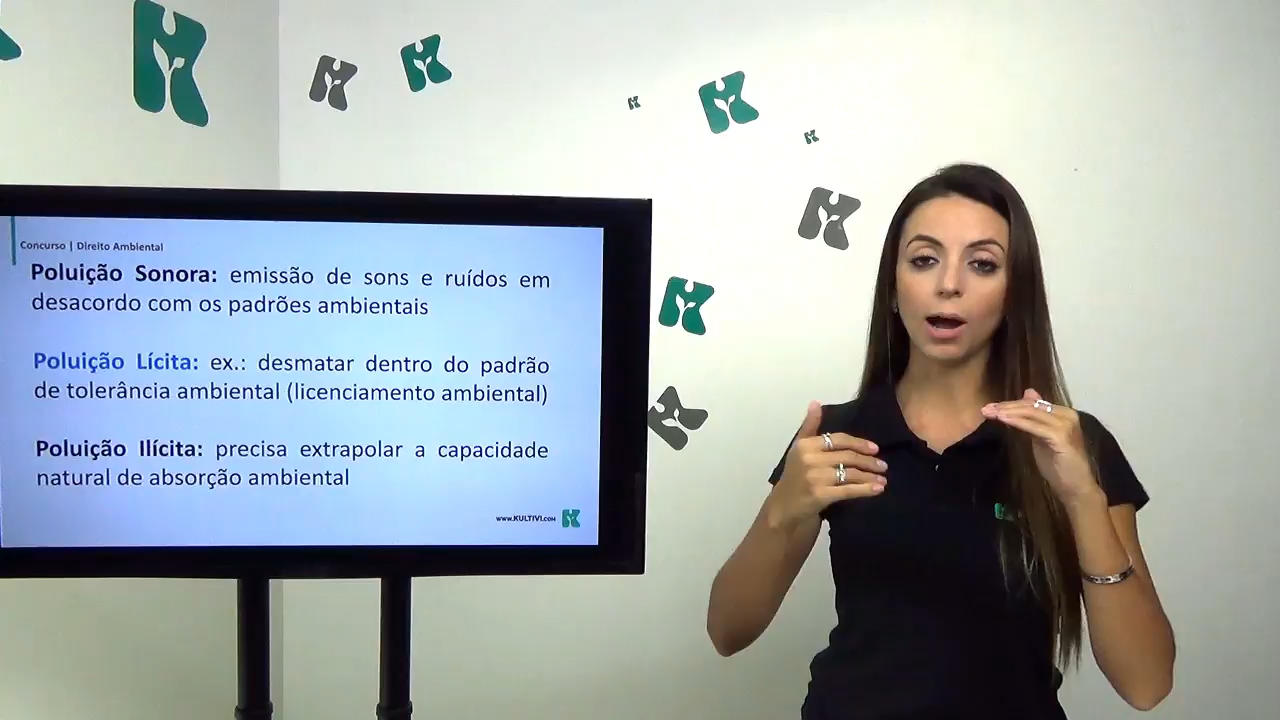 Concurso | Direito Ambiental
Poluição Sonora: emissão de sons e ruídos em
desacordo com os padrões ambientais
Poluição Lícita: ex.: desmatar dentro do padrão
de tolerância ambiental (licenciamento ambiental)
Poluição Ilícita: precisa extrapolar a capacidade
natural de absorção ambiental
www.KULTIVI.COM